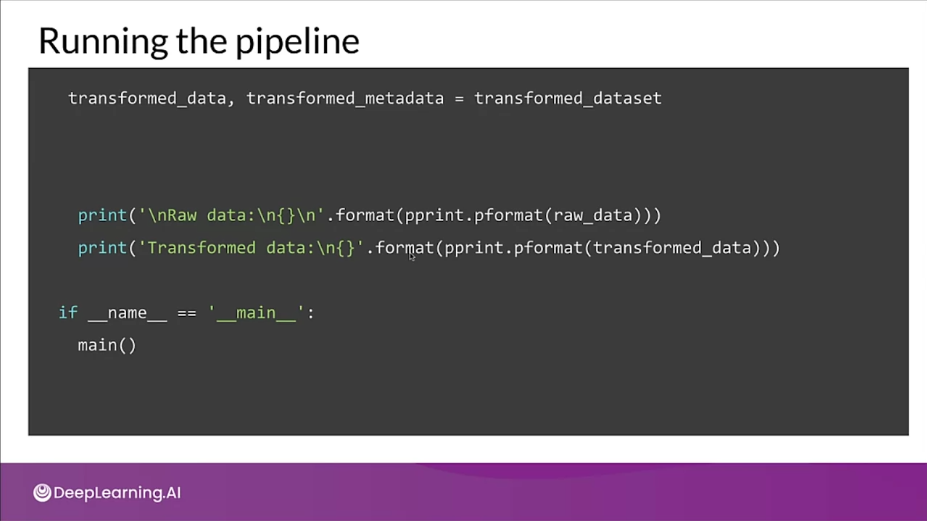 Running the pipeline
transformed_data, transformed_metadata = transformed_dataset
print('\nRaw data:\n{}\n'.format(pprint.pformat(raw_data)))
print('Transformed data:\n{}'.format(pprint.pformat(transformed_data)))
if __name__ == '__main__':
main()
DeepLearning.AI